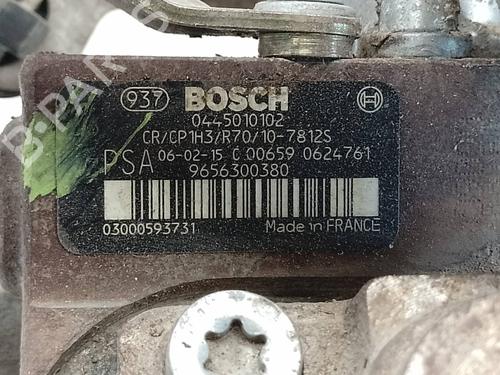 937 BOSCH
0445010102
CR/CP1H3/R70/10-7812S
PSA 06-02-15 C 00659 0624761
9656300380
03000593731 Made in FRANCE
B-PARTS